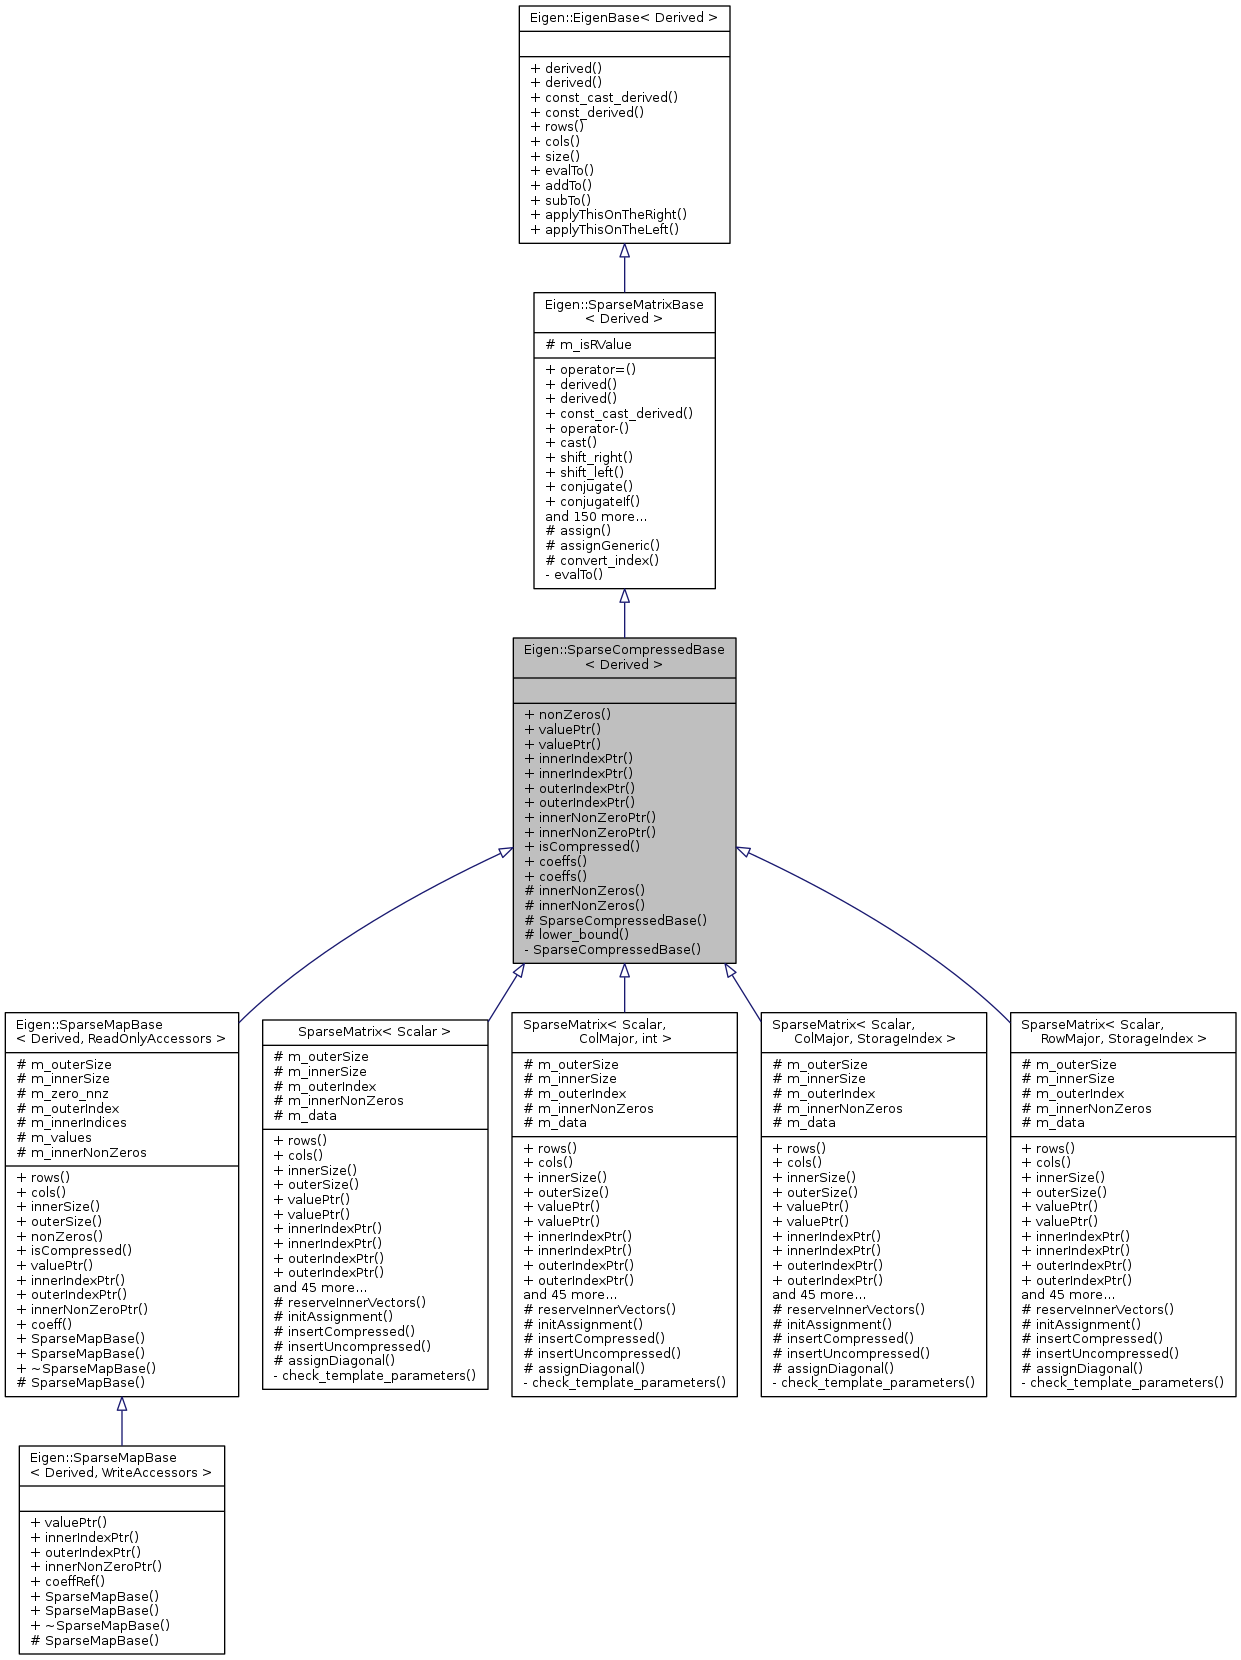 Eigen::EigenBase< Derived >
+ derived()
+ derived()
+ const_cast_derived()
+ const_derived()
+ rows()
+ cols()
+ size()
+ evalTo()
+ addTo()
+ subTo()
+ applyThisOnTheRight()
+ applyThisOnTheLeft()
Eigen::SparseMatrixBase
< Derived >
# m_isRValue
+ operator=()
+ derived()
+ derived()
+ const_cast_derived()
+ operator-()
+ cast()
+ shift_right()
+ shift_left()
+ conjugate()
+ conjugateIf()
and 150 more...
# assign()
# assignGeneric()
# convert_index()
- evalTo()
Eigen::SparseCompressedBase
< Derived >
+ nonZeros()
+ valuePtr()
+ valuePtr()
+ innerIndexPtr()
+ innerIndexPtr()
+ outerIndexPtr()
+ outerIndexPtr()
+ innerNonZeroPtr()
+ innerNonZeroPtr()
+ isCompressed()
+ coeffs()
+ coeffs()
# innerNonZeros()
# innerNonZeros()
# SparseCompressedBase()
# lower_bound()
- SparseCompressedBase()
Eigen::SparseMapBase
< Derived, ReadOnlyAccessors >
# m_outerSize
# m_innerSize
# m_zero_nnz
# m_outerIndex
# m_innerIndices
# m_values
# m_innerNonZeros
+ rows()
+ cols()
+ innerSize()
+ outerSize()
+ nonZeros()
+ isCompressed()
+ valuePtr()
+ innerIndexPtr()
+ outerIndexPtr()
+ innerNonZeroPtr()
+ coeff()
+ SparseMapBase()
+ SparseMapBase()
+ ~SparseMapBase()
# SparseMapBase()
SparseMatrix< Scalar >
# m_outerSize
# m_innerSize
# m_outerIndex
# m_innerNonZeros
# m_data
+ rows()
+ cols()
+ innerSize()
+ outerSize()
+ valuePtr()
+ valuePtr()
+ innerIndexPtr()
+ innerIndexPtr()
+ outerIndexPtr()
+ outerIndexPtr()
and 45 more...
# reserveInnerVectors()
# initAssignment()
# insertCompressed()
# insertUncompressed()
# assignDiagonal()
- check_template_parameters()
SparseMatrix< Scalar,
ColMajor, int >
# m_outerSize
# m_innerSize
# m_outerIndex
# m_innerNonZeros
# m_data
+ rows()
+ cols()
+ innerSize()
+ outerSize()
+ valuePtr()
+ valuePtr()
+ innerIndexPtr()
+ innerIndexPtr()
+ outerIndexPtr()
+ outerIndexPtr()
and 45 more...
# reserveInnerVectors()
# initAssignment()
# insertCompressed()
# insertUncompressed()
# assignDiagonal()
- check_template_parameters()
SparseMatrix< Scalar,
ColMajor, StorageIndex >
# m_outerSize
# m_innerSize
# m_outerIndex
# m_innerNonZeros
# m_data
+ rows()
+ cols()
+ innerSize()
+ outerSize()
+ valuePtr()
+ valuePtr()
+ innerIndexPtr()
+ innerIndexPtr()
+ outerIndexPtr()
+ outerIndexPtr()
and 45 more...
# reserveInnerVectors()
# initAssignment()
# insertCompressed()
# insertUncompressed()
# assignDiagonal()
- check_template_parameters()
SparseMatrix< Scalar,
RowMajor, StorageIndex >
# m_outerSize
# m_innerSize
# m_outerIndex
# m_innerNonZeros
# m_data
+ rows()
+ cols()
+ innerSize()
+ outerSize()
+ valuePtr()
+ valuePtr()
+ innerIndexPtr()
+ innerIndexPtr()
+ outerIndexPtr()
+ outerIndexPtr()
and 45 more...
# reserveInnerVectors()
# initAssignment()
# insertCompressed()
# insertUncompressed()
# assignDiagonal()
- check_template_parameters()
Eigen::SparseMapBase
< Derived, WriteAccessors >
+ valuePtr()
+ innerIndexPtr()
+ outerIndexPtr()
+ innerNonZeroPtr()
+ coeffRef()
+ SparseMapBase()
+ SparseMapBase()
+ ~SparseMapBase()
# SparseMapBase()